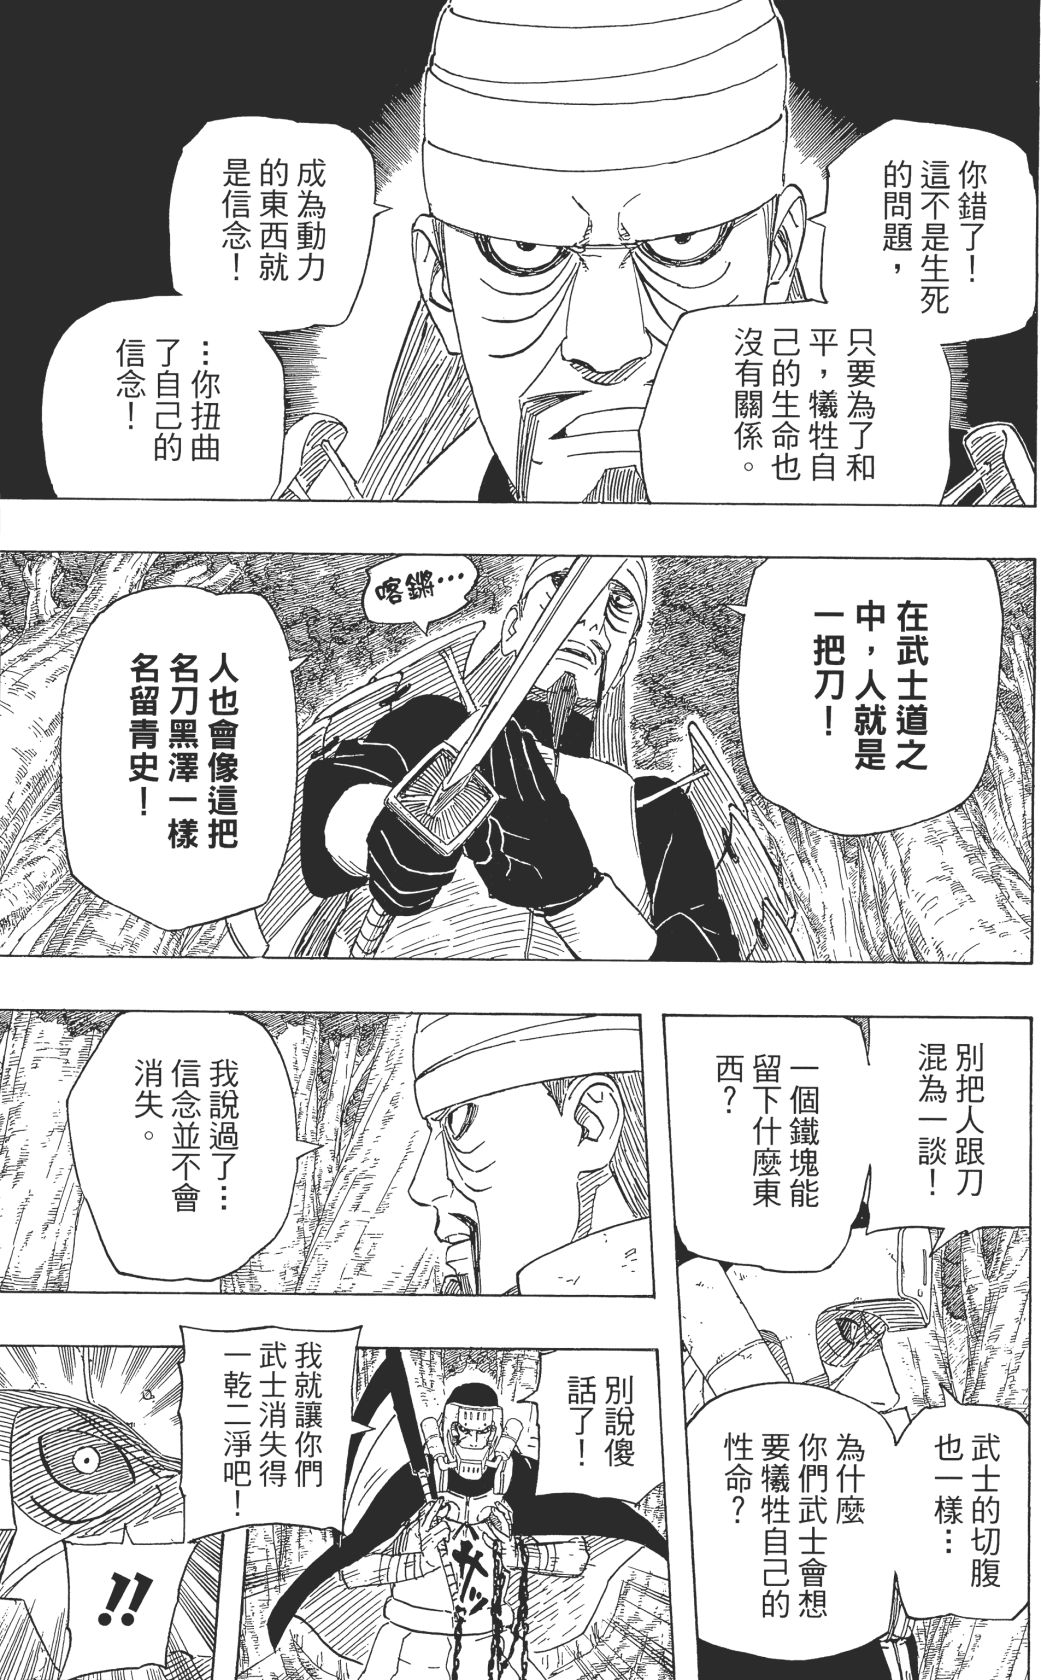 你錯了！
這不是生死
的問題，
只要為了和
平，犧牲自
己的生命也
沒有關係。
成為動力
的東西就
是信念！
…你扭曲
了自己的
信念！
在武士道之
中，人就是
一把刀！
喀鏘…
人也會像這把
名刀黑澤一樣
名留青史！
別把人跟刀
混為一談！
一個鐵塊能
留下什麼東
西？
武士的切腹
也一樣…
為什麼
你們武士會想
要犧牲自己的
性命？
我說過了…
信念並不會
消失。
別說傻
話了！
我就讓你們
武士消失得
一乾二淨吧！
サッ
!!